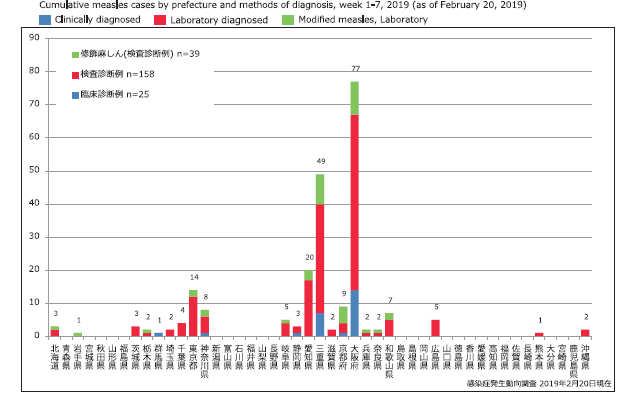 Cumulative measles cases by prefecture and methods of diagnosis, week 1-7, 2019 (as of February 20, 2019)
Clinically diagnosed Laboratory diagnosed Modified measles, Laboratory
修飾麻しん(検査診断例) n=39
検査診断例 n=158
臨床診断例 n=25
90
80
70
60
50
40
30
20
10
0
3 1 3 2 1 2 4 14 8 5 3 20 49 2 9 77 2 2 7 5 1 2
北海道 青森県 岩手県 宮城県 秋田県 山形県 福島県 茨城県 栃木県 群馬県 埼玉県 千葉県 東京都 神奈川県 新潟県 富山県 石川県 福井県 山梨県 長野県 岐阜県 静岡県 愛知県 三重県 滋賀県 京都府 大阪府 兵庫県 奈良県 和歌山県 鳥取県 島根県 岡山県 広島県 山口県 徳島県 香川県 愛媛県 高知県 福岡県 佐賀県 長崎県 熊本県 大分県 宮崎県 鹿児島県 沖縄県
感染症発生動向調査 2019年2月20日現在